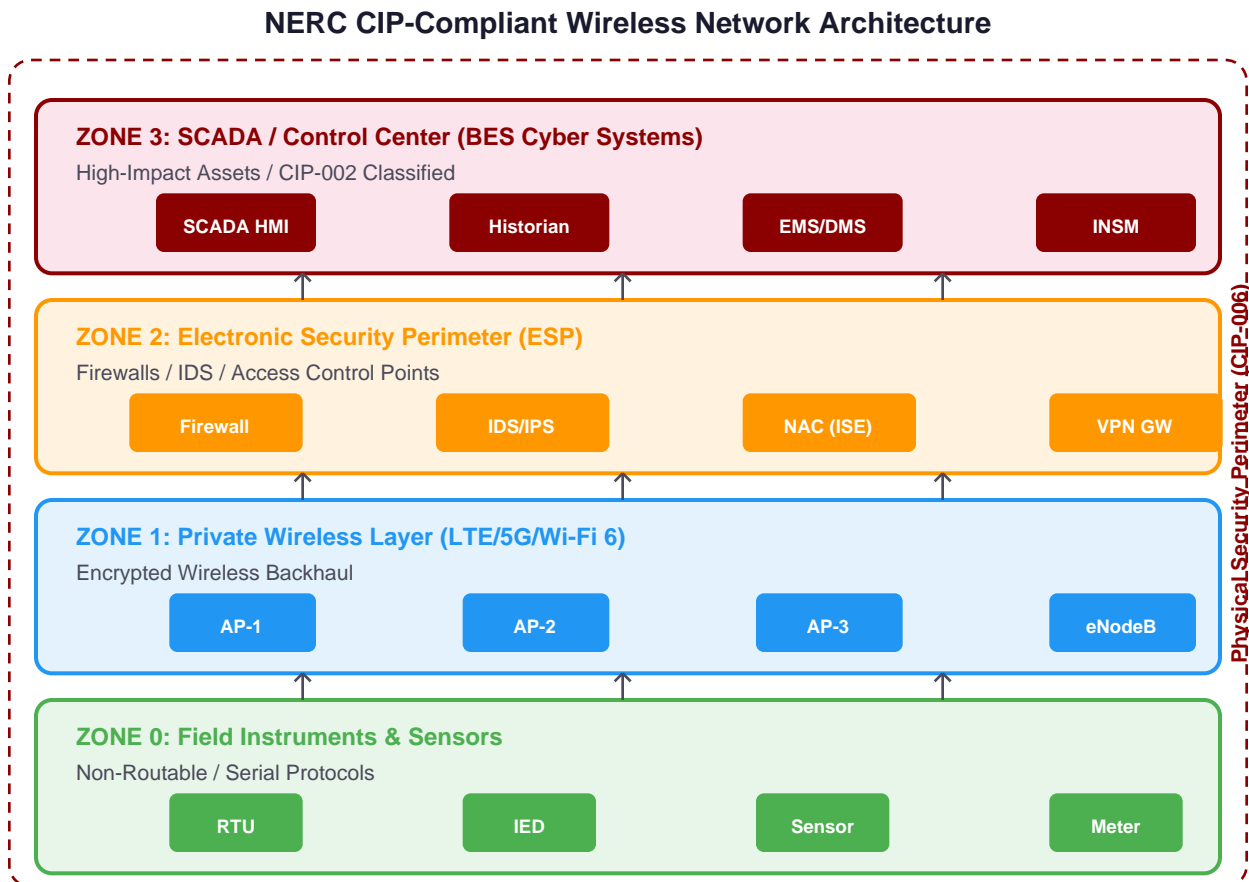 NERC CIP-Compliant Wireless Network Architecture
ZONE 3: SCADA / Control Center (BES Cyber Systems)
High-Impact Assets / CIP-002 Classified
SCADA HMI
Historian
EMS/DMS
INSM
ZONE 2: Electronic Security Perimeter (ESP)
Firewalls / IDS / Access Control Points
Firewall
IDS/IPS
NAC (ISE)
VPN GW
ZONE 1: Private Wireless Layer (LTE/5G/Wi-Fi 6)
Encrypted Wireless Backhaul
AP-1
AP-2
AP-3
eNodeB
ZONE 0: Field Instruments & Sensors
Non-Routable / Serial Protocols
RTU
IED
Sensor
Meter
Physical Security Perimeter (CIP-006)